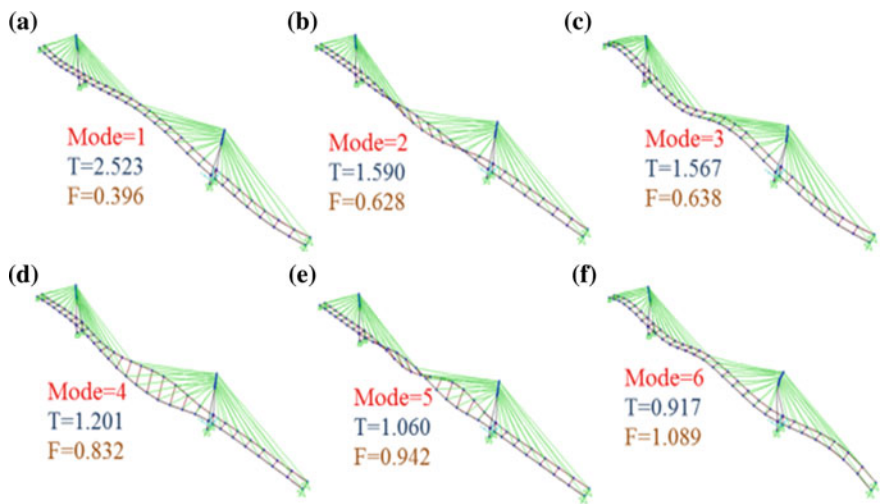 (a)
Mode=1
T=2.523
F=0.396
(b)
Mode=2
T=1.590
F=0.628
(c)
Mode=3
T=1.567
F=0.638
(d)
Mode=4
T=1.201
F=0.832
(e)
Mode=5
T=1.060
F=0.942
(f)
Mode=6
T=0.917
F=1.089